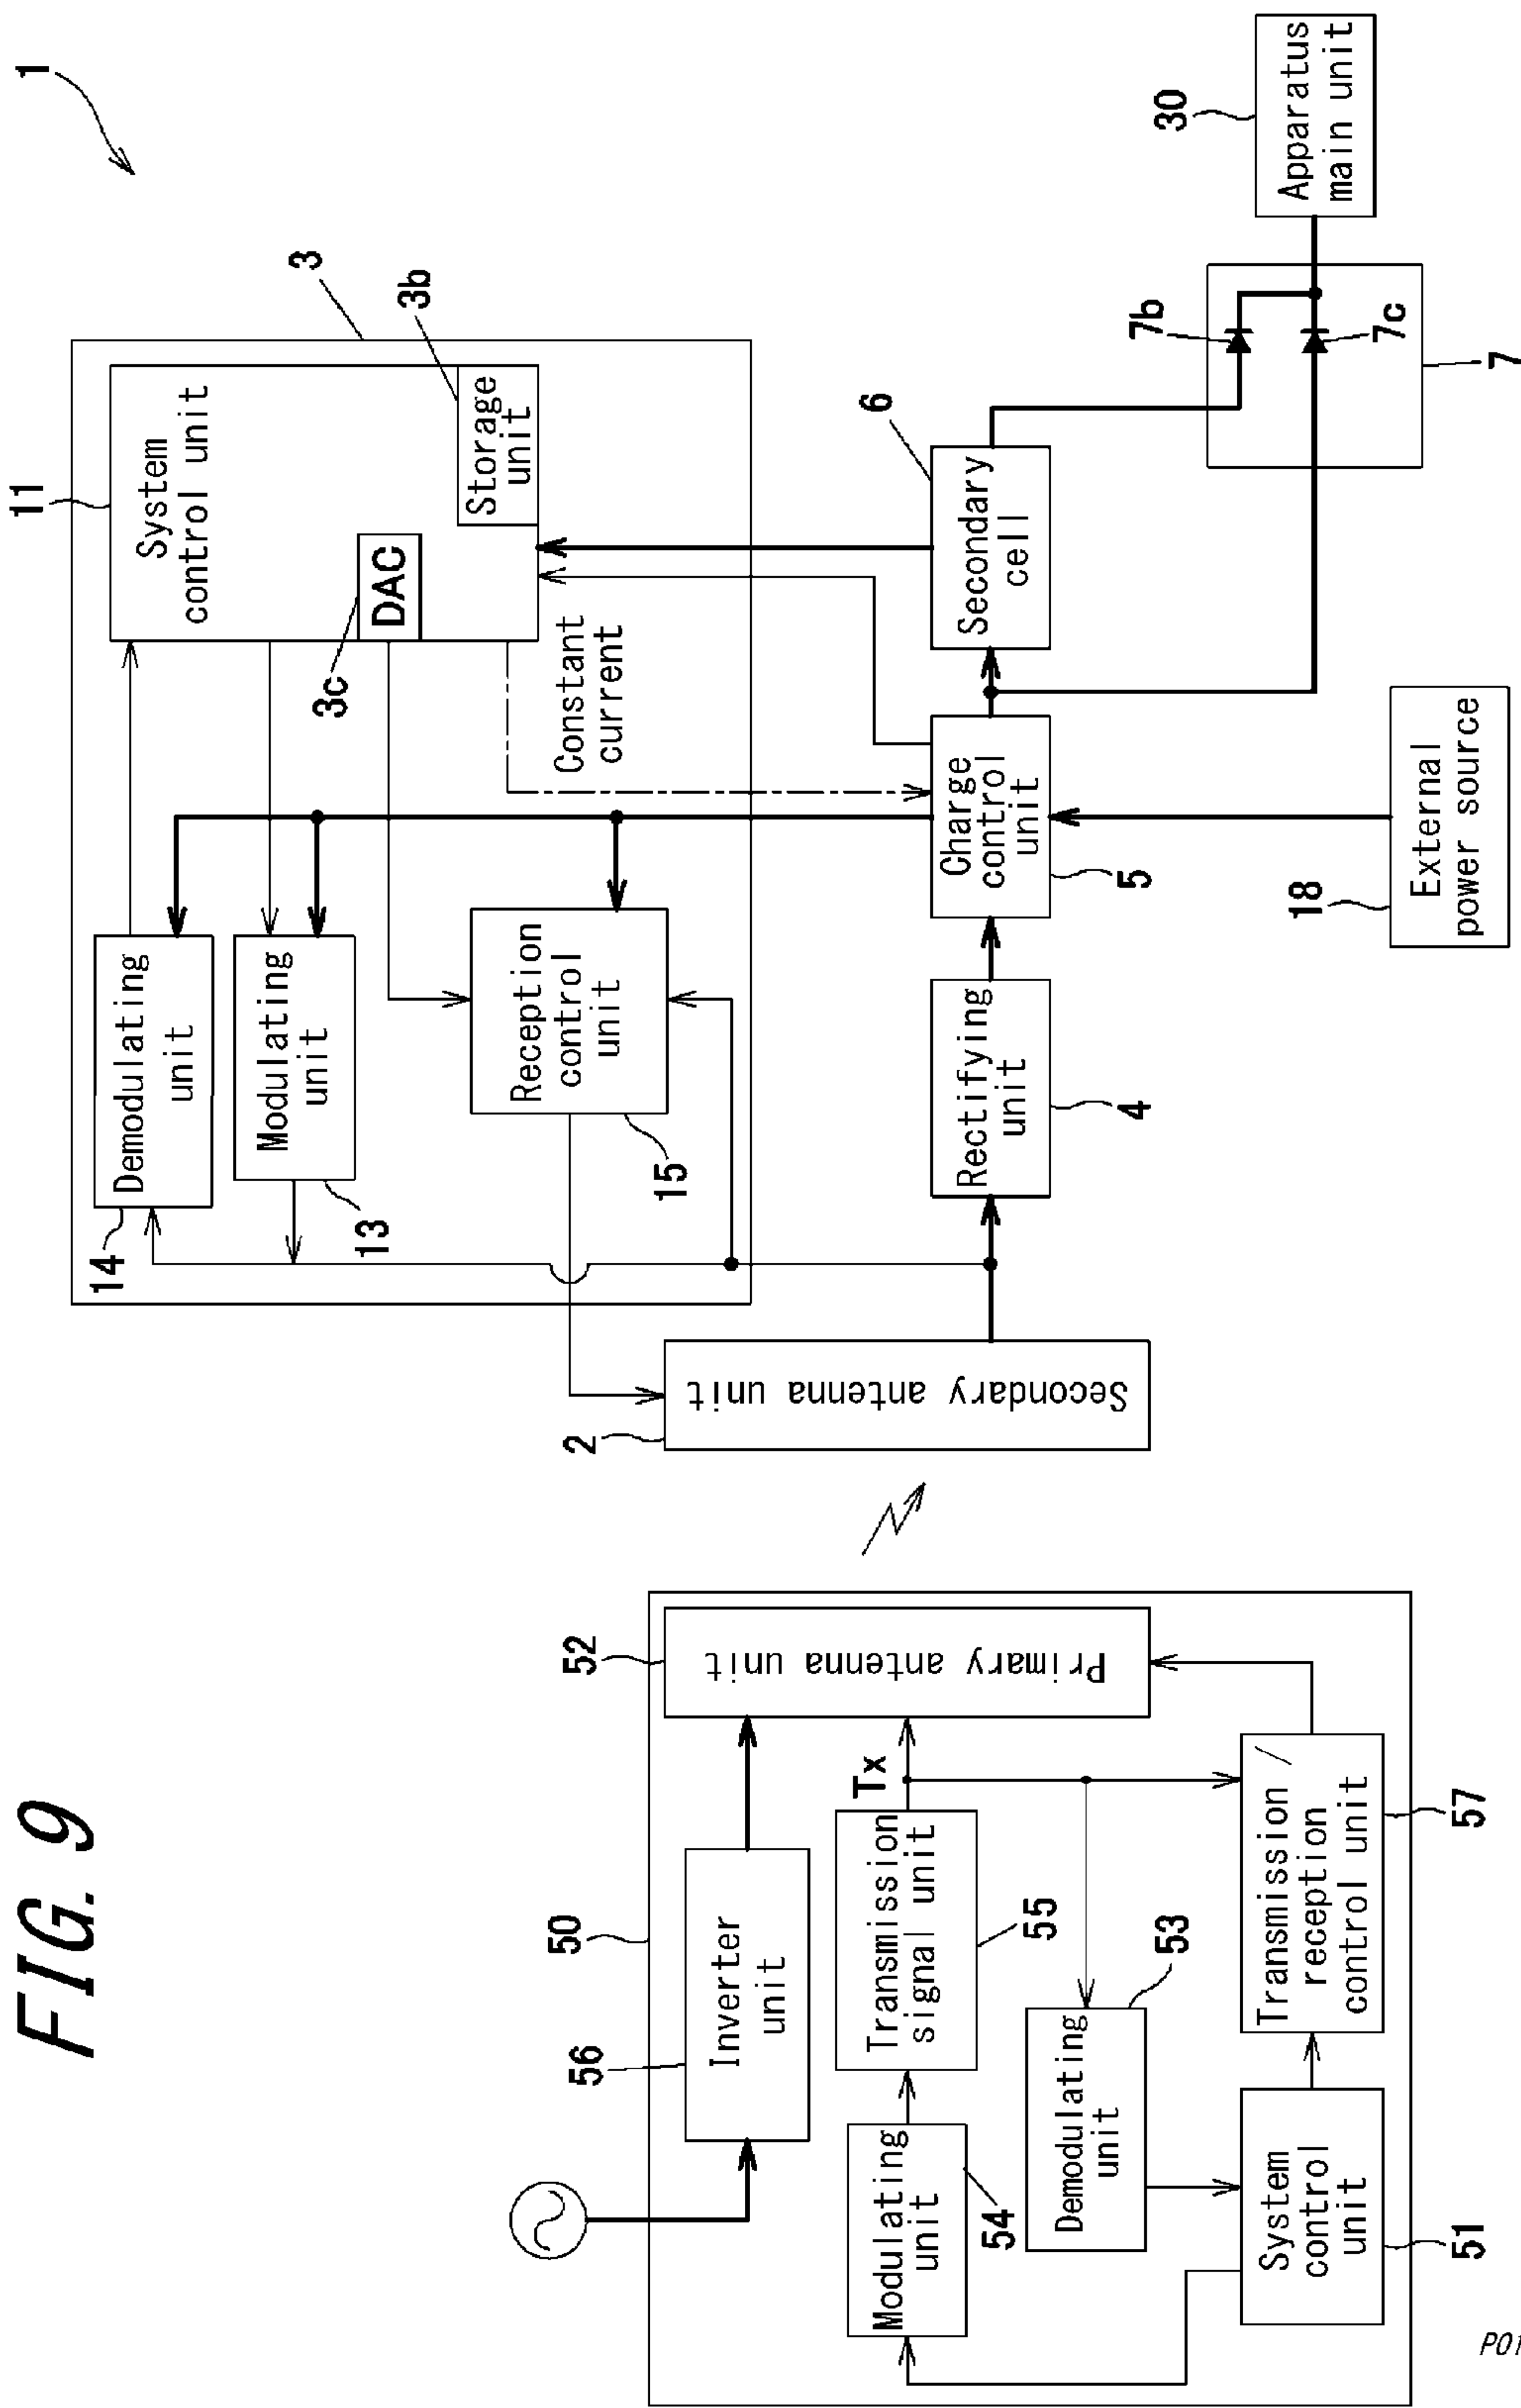 FIG. 9
1
50
56
Inverter
unit
52
Primary antenna unit
Modulating
unit
54
Transmission
signal unit
55
Tx
Demodulating
unit
53
System
control
unit
51
Transmission /
reception
control unit
57
2
Secondary antenna unit
3
14
Demodulating
unit
13
Modulating
unit
Reception
control
unit
15
11
System
control unit
3c
DAC
3b
Storage
unit
Constant
current
Rectifying
unit
4
Charge
control
unit
5
6
Secondary
cell
18
External
power source
7b
7c
7
30
Apparatus
main unit
P01